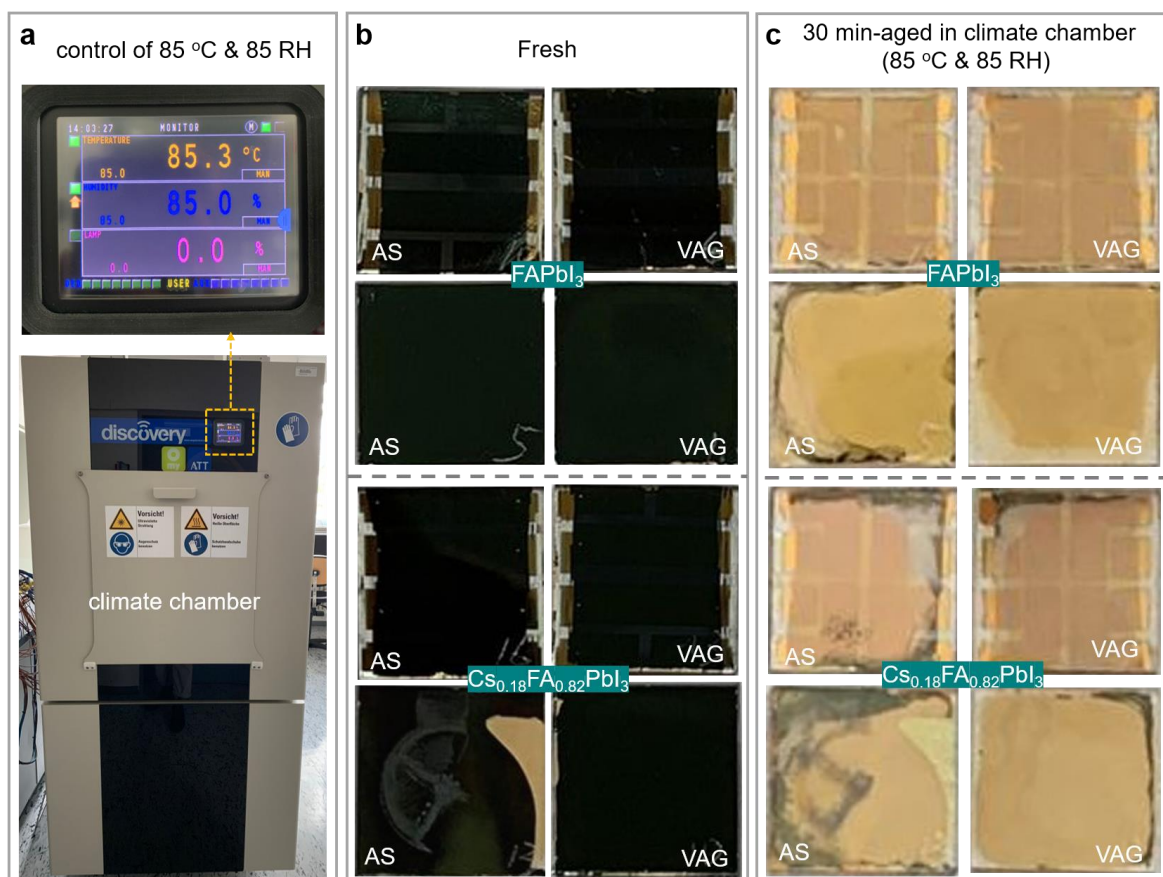 a
control of 85 °C & 85 RH
14:03:27 MONITOR
TEMPERATURE
85.3 °C
85.0 MAN
HUMIDITY
85.0 %
85.0 MAN
LAMP
0.0 %
0.0 MAN
USER
discovery
my
ATT
Vorsicht!
Vorsicht!
climate chamber
b
Fresh
AS
VAG
FAPbI₃
AS
VAG
AS
VAG
Cs₀.₁₈FA₀.₈₂PbI₃
AS
VAG
c
30 min-aged in climate chamber
(85 °C & 85 RH)
AS
VAG
FAPbI₃
AS
VAG
AS
VAG
Cs₀.₁₈FA₀.₈₂PbI₃
AS
VAG